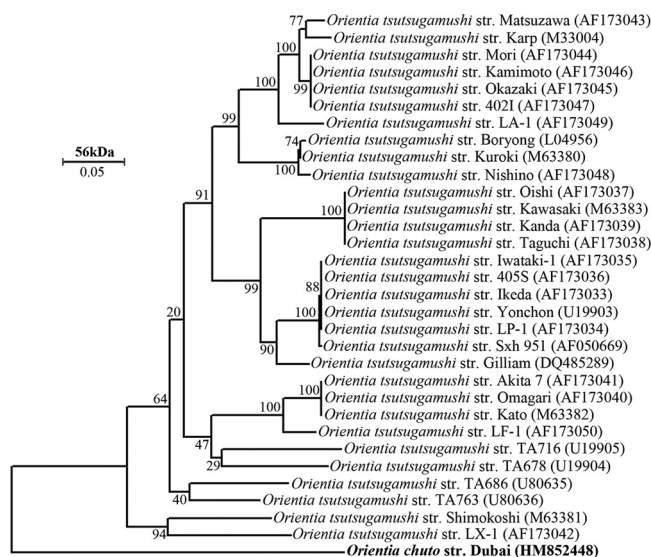 77
Orientia tsutsugamushi str. Matsuzawa (AF173043)
Orientia tsutsugamushi str. Karp (M33004)
100
Orientia tsutsugamushi str. Mori (AF173044)
Orientia tsutsugamushi str. Kamimoto (AF173046)
100
99
Orientia tsutsugamushi str. Okazaki (AF173045)
Orientia tsutsugamushi str. 402I (AF173047)
99
Orientia tsutsugamushi str. LA-1 (AF173049)
74
Orientia tsutsugamushi str. Boryong (L04956)
56kDa
Orientia tsutsugamushi str. Kuroki (M63380)
0.05
100
Orientia tsutsugamushi str. Nishino (AF173048)
91
Orientia tsutsugamushi str. Oishi (AF173037)
100
Orientia tsutsugamushi str. Kawasaki (M63383)
Orientia tsutsugamushi str. Kanda (AF173039)
Orientia tsutsugamushi str. Taguchi (AF173038)
Orientia tsutsugamushi str. Iwataki-1 (AF173035)
Orientia tsutsugamushi str. 405S (AF173036)
99
88
Orientia tsutsugamushi str. Ikeda (AF173033)
20
100
Orientia tsutsugamushi str. Yonchon (U19903)
Orientia tsutsugamushi str. LP-1 (AF173034)
90
Orientia tsutsugamushi str. Sxh 951 (AF050669)
Orientia tsutsugamushi str. Gilliam (DQ485289)
Orientia tsutsugamushi str. Akita 7 (AF173041)
64
100
100
Orientia tsutsugamushi str. Omagari (AF173040)
Orientia tsutsugamushi str. Kato (M63382)
Orientia tsutsugamushi str. LF-1 (AF173050)
47
Orientia tsutsugamushi str. TA716 (U19905)
29
Orientia tsutsugamushi str. TA678 (U19904)
Orientia tsutsugamushi str. TA686 (U80635)
40
Orientia tsutsugamushi str. TA763 (U80636)
Orientia tsutsugamushi str. Shimokoshi (M63381)
94
Orientia tsutsugamushi str. LX-1 (AF173042)
Orientia chuto str. Dubai (HM852448)